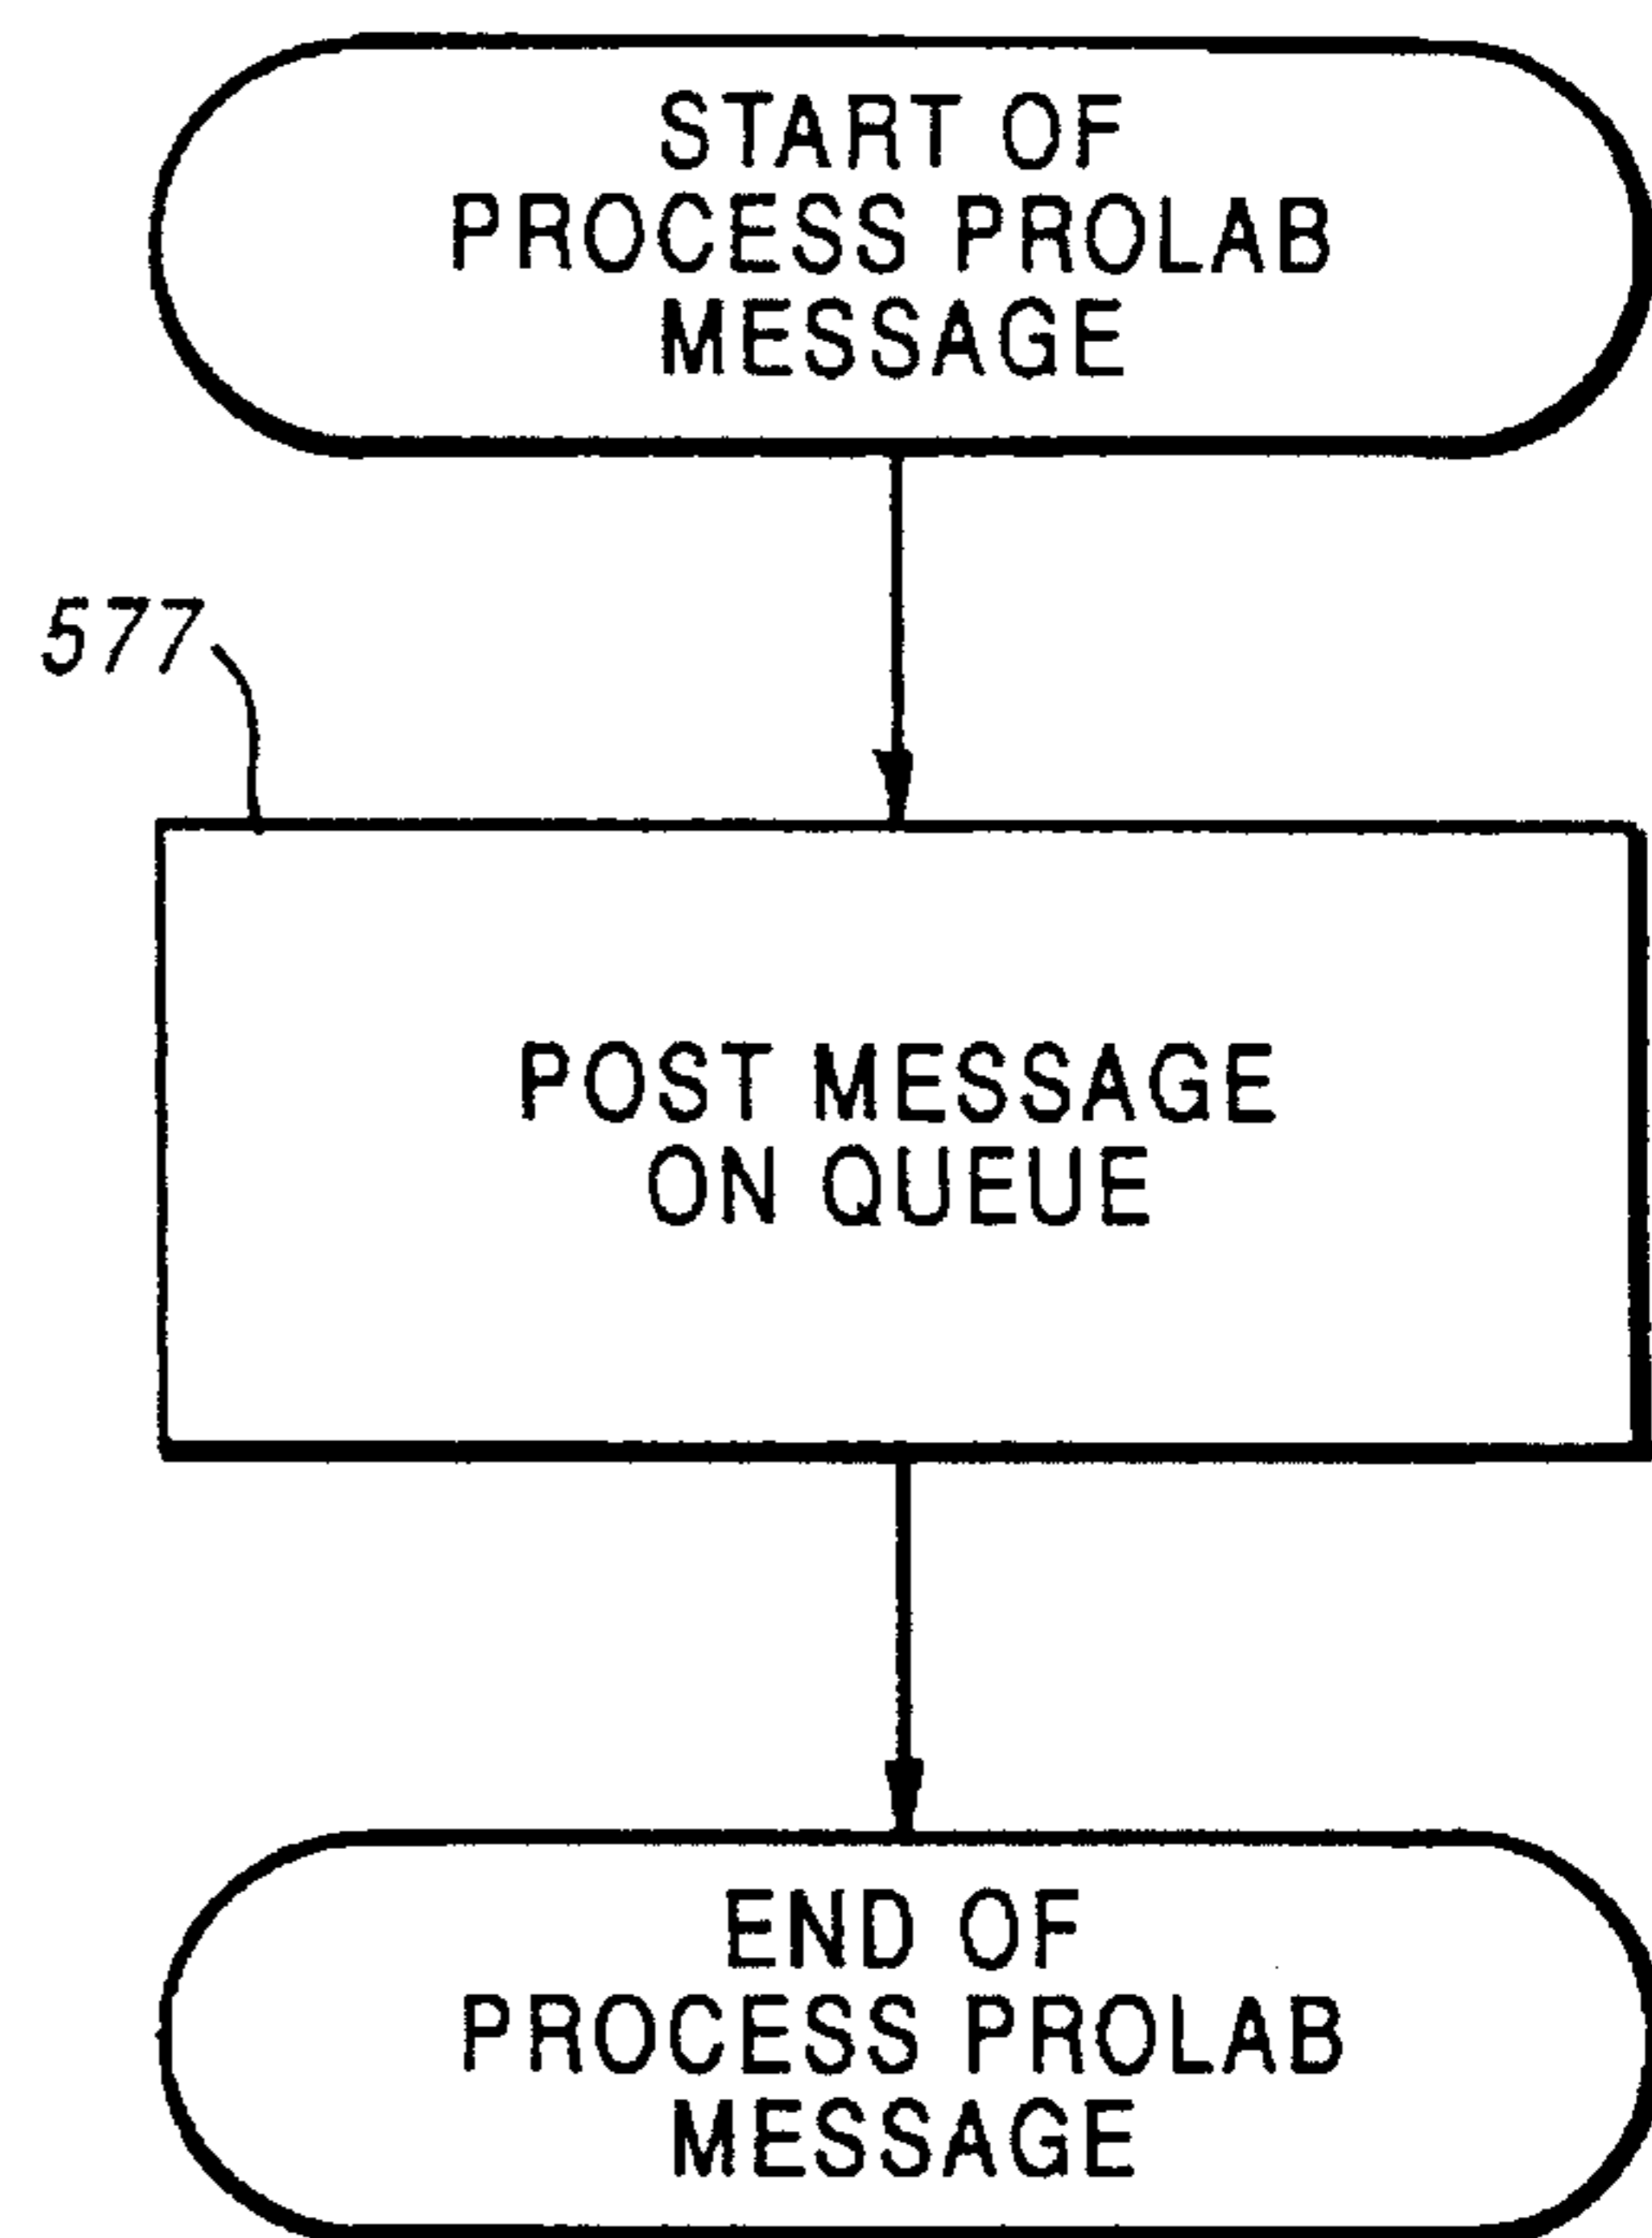 START OF
PROCESS PROLAB
MESSAGE
577
POST MESSAGE
ON QUEUE
END OF
PROCESS PROLAB
MESSAGE